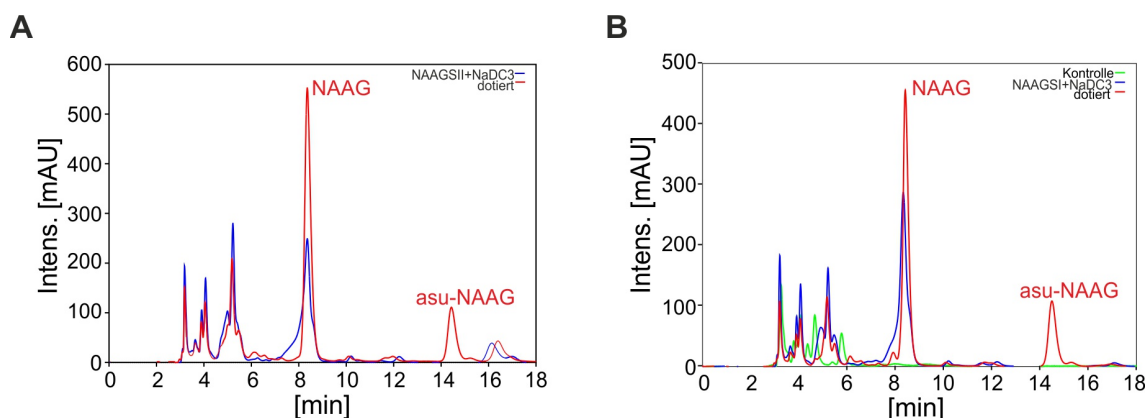 A
600
500
400
300
200
100
0
Intens. [mAU]
0 2 4 6 8 10 12 14 16 18
[min]
NAAGSII+NaDC3
dotiert
NAAG
asu-NAAG
B
500
400
300
200
100
0
Intens. [mAU]
0 2 4 6 8 10 12 14 16 18
[min]
Kontrolle
NAAGSI+NaDC3
dotiert
NAAG
asu-NAAG